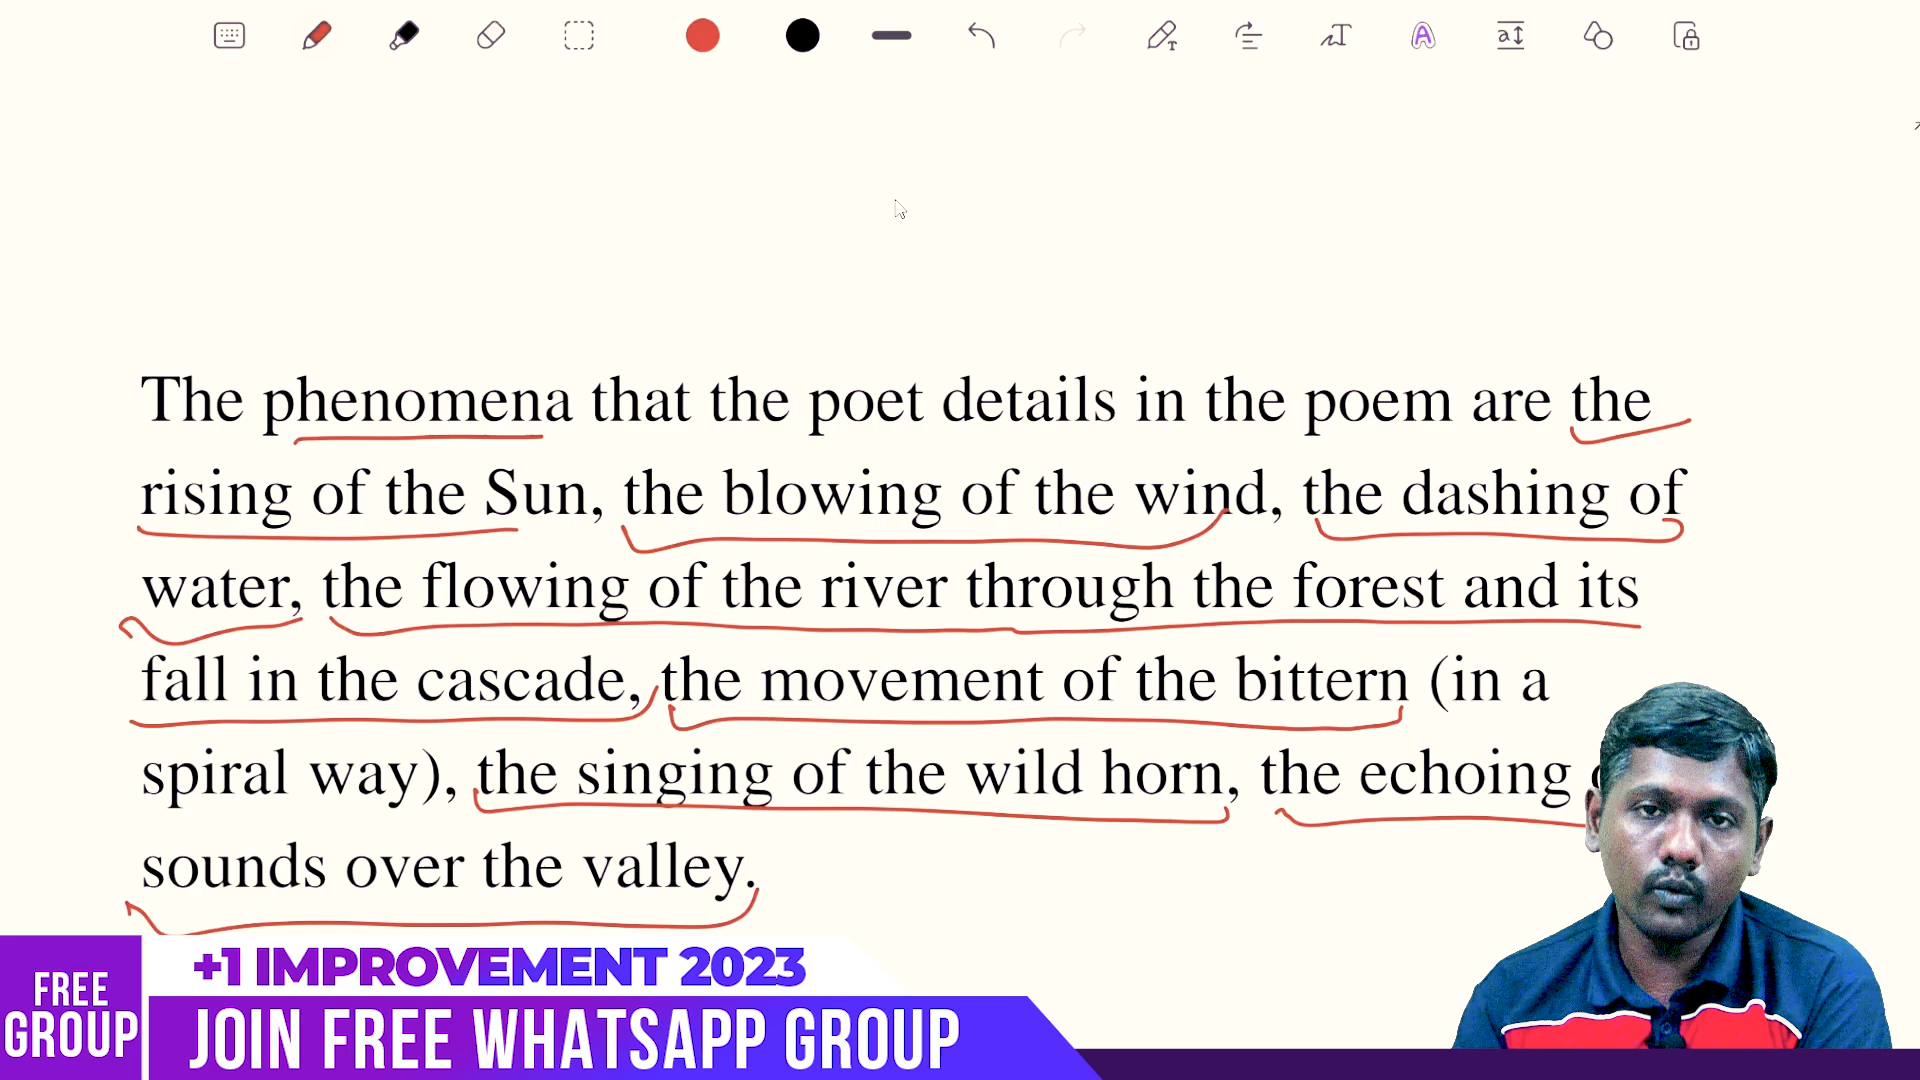 The phenomena that the poet details in the poem are the
rising of the Sun, the blowing of the wind, the dashing of
water, the flowing of the river through the forest and its
fall in the cascade, the movement of the bittern (in a
spiral way), the singing of the wild horn, the echoing
sounds over the valley.
+1 IMPROVEMENT 2023
FREE
GROUP
JOIN FREE WHATSAPP GROUP